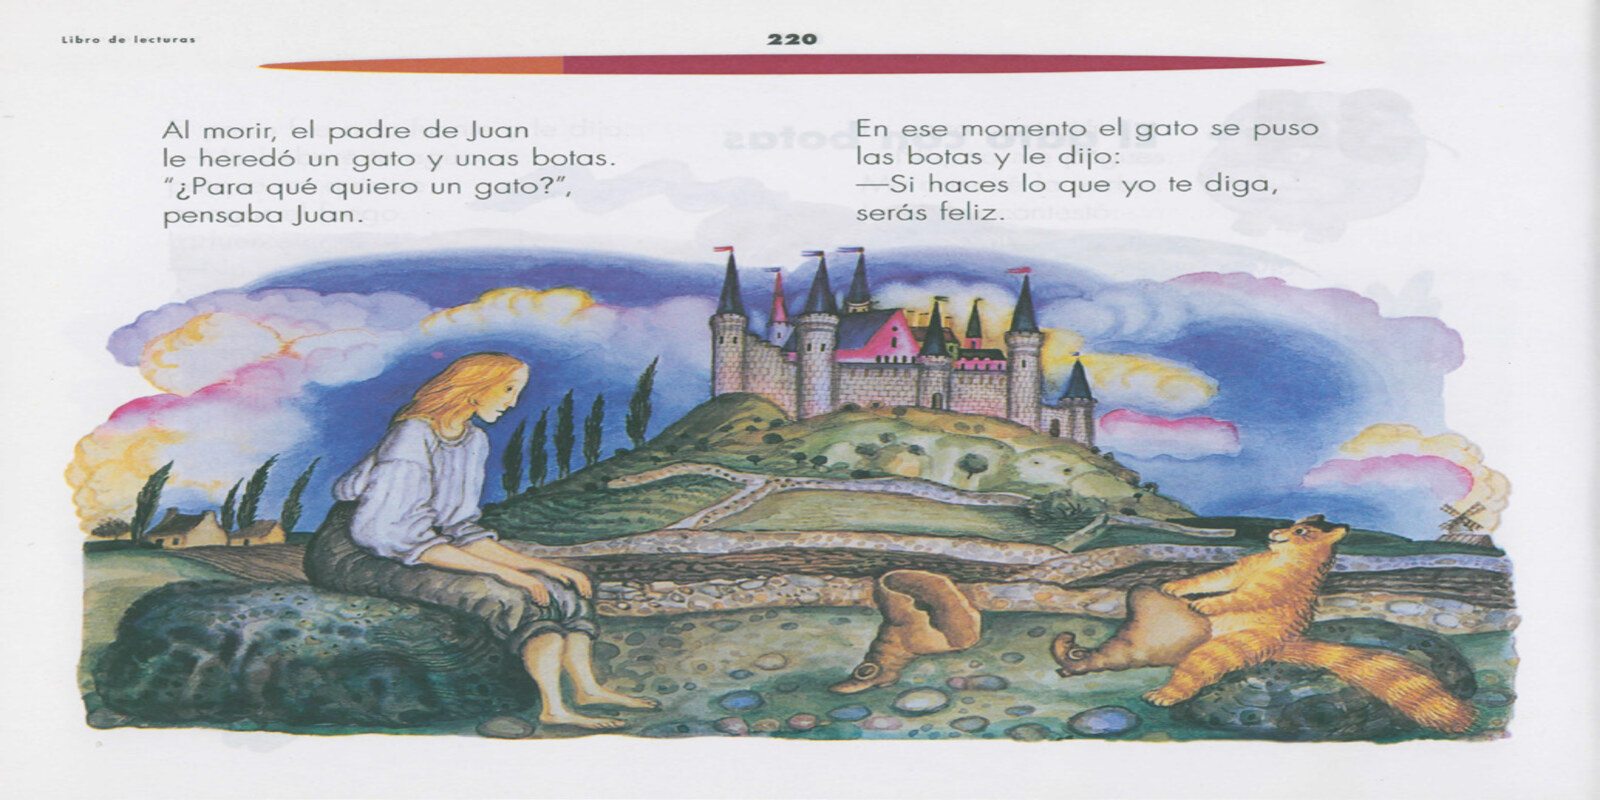 Libro de lecturas
220
Al morir, el padre de Juan
le heredó un gato y unas botas.
“¿Para qué quiero un gato?”,
pensaba Juan.
En ese momento el gato se puso
las botas y le dijo:
—Si haces lo que yo te diga,
serás feliz.